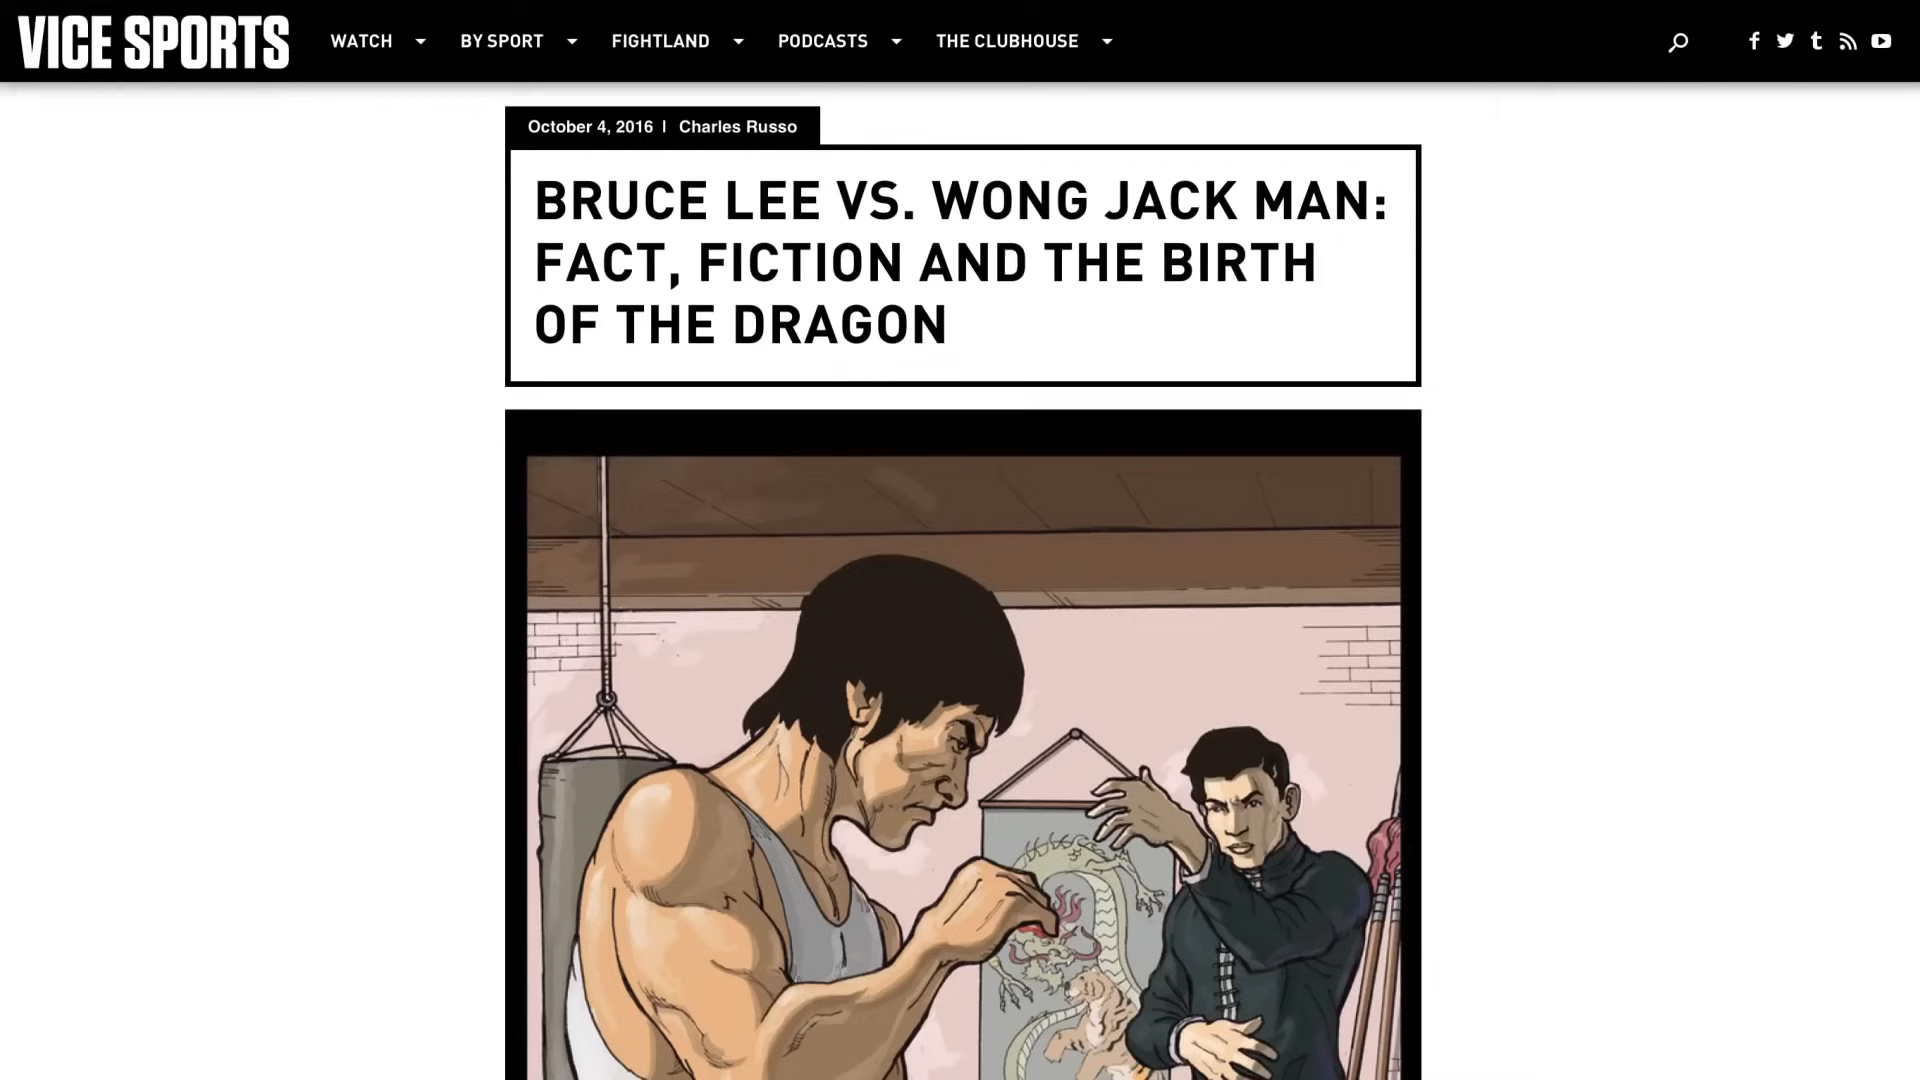 VICE SPORTS
WATCH BY SPORT FIGHTLAND PODCASTS THE CLUBHOUSE
October 4, 2016 | Charles Russo
BRUCE LEE VS. WONG JACK MAN:
FACT, FICTION AND THE BIRTH
OF THE DRAGON